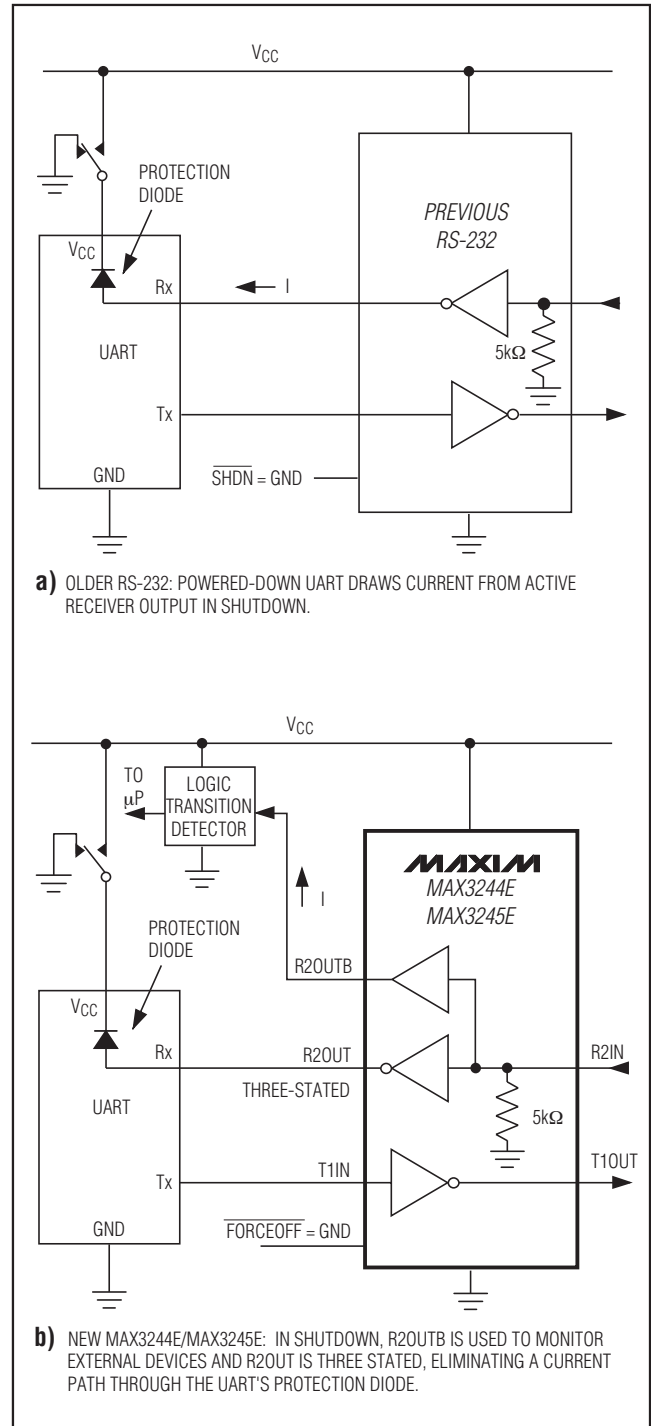 VCC
PROTECTION
DIODE
PREVIOUS
RS-232
VCC
Rx
I
UART
5kΩ
Tx
GND
SHDN = GND
a) OLDER RS-232: POWERED-DOWN UART DRAWS CURRENT FROM ACTIVE
RECEIVER OUTPUT IN SHUTDOWN.
VCC
TO
µP
LOGIC
TRANSITION
DETECTOR
MAXIM
MAX3244E
MAX3245E
I
PROTECTION
DIODE
R2OUTB
VCC
Rx
R2OUT
R2IN
THREE-STATED
UART
5kΩ
Tx
T1IN
T1OUT
GND
FORCEOFF = GND
b) NEW MAX3244E/MAX3245E: IN SHUTDOWN, R2OUTB IS USED TO MONITOR
EXTERNAL DEVICES AND R2OUT IS THREE STATED, ELIMINATING A CURRENT
PATH THROUGH THE UART'S PROTECTION DIODE.